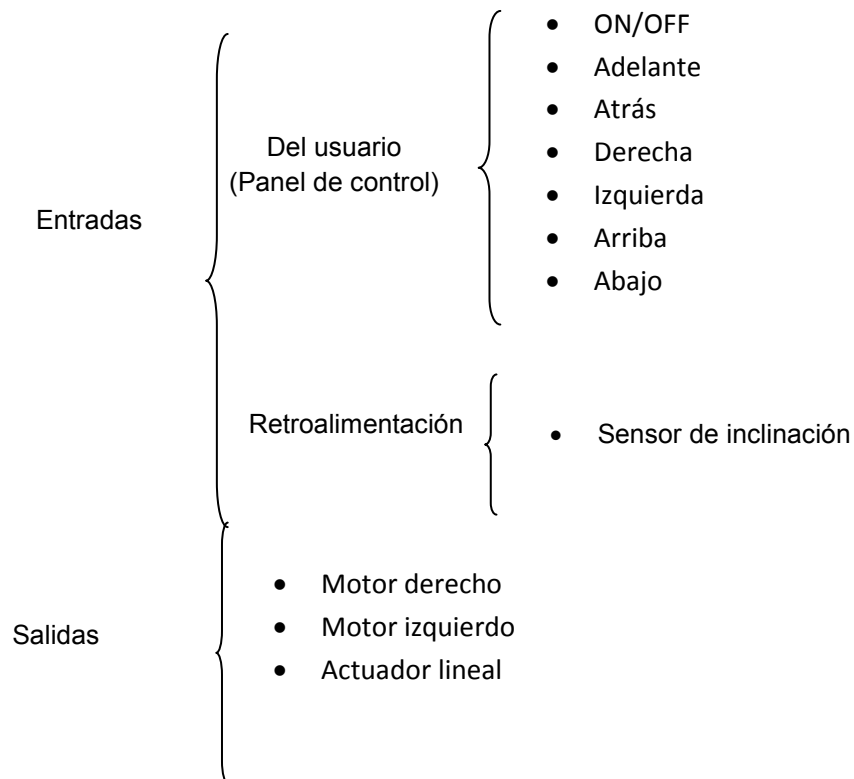 Entradas
Del usuario
(Panel de control)
• ON/OFF
• Adelante
• Atrás
• Derecha
• Izquierda
• Arriba
• Abajo
Retroalimentación
• Sensor de inclinación
Salidas
• Motor derecho
• Motor izquierdo
• Actuador lineal